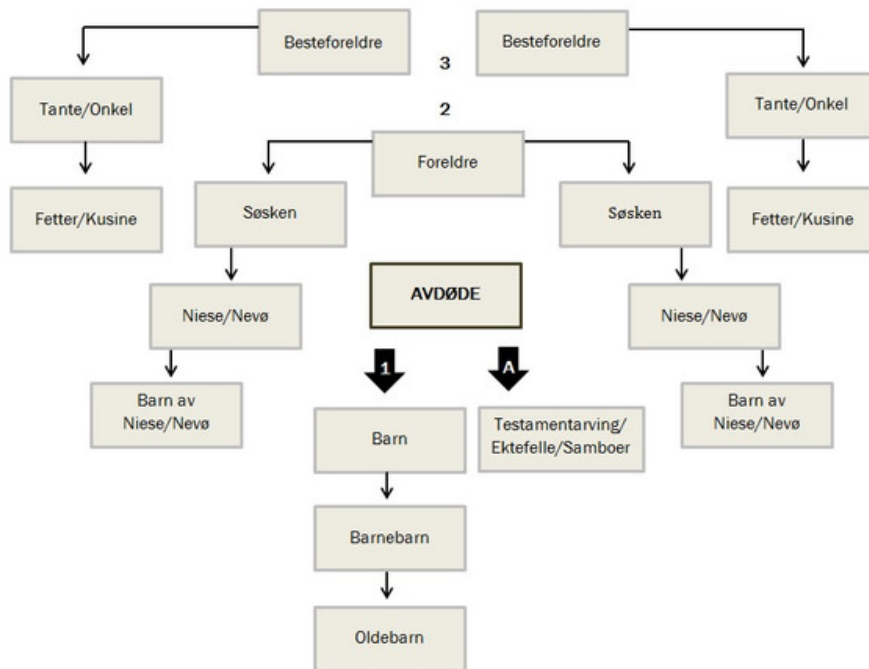 Besteforeldre
Besteforeldre
3
Tante/Onkel
Tante/Onkel
2
Foreldre
Fetter/Kusine
Søsken
Søsken
Fetter/Kusine
AVDØDE
Niese/Nevø
Niese/Nevø
1
A
Barn av
Niese/Nevø
Barn
Testamentarving/
Ektefelle/Samboer
Barn av
Niese/Nevø
Barnebarn
Oldebarn